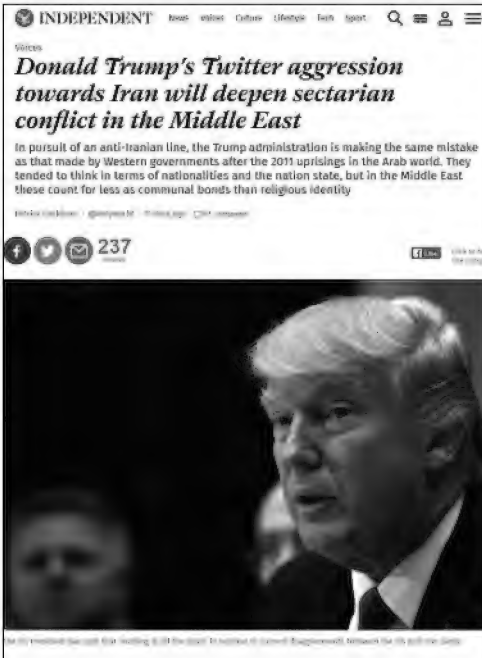 INDEPENDENT
News Voices Culture Lifestyle Tech Sport
Voices
Donald Trump's Twitter aggression
towards Iran will deepen sectarian
conflict in the Middle East
In pursuit of an anti-Iranian line, the Trump administration is making the same mistake
as that made by Western governments after the 2011 uprisings in the Arab world. They
tended to think in terms of nationalities and the nation state, but in the Middle East
these count for less as communal bonds than religious identity
237